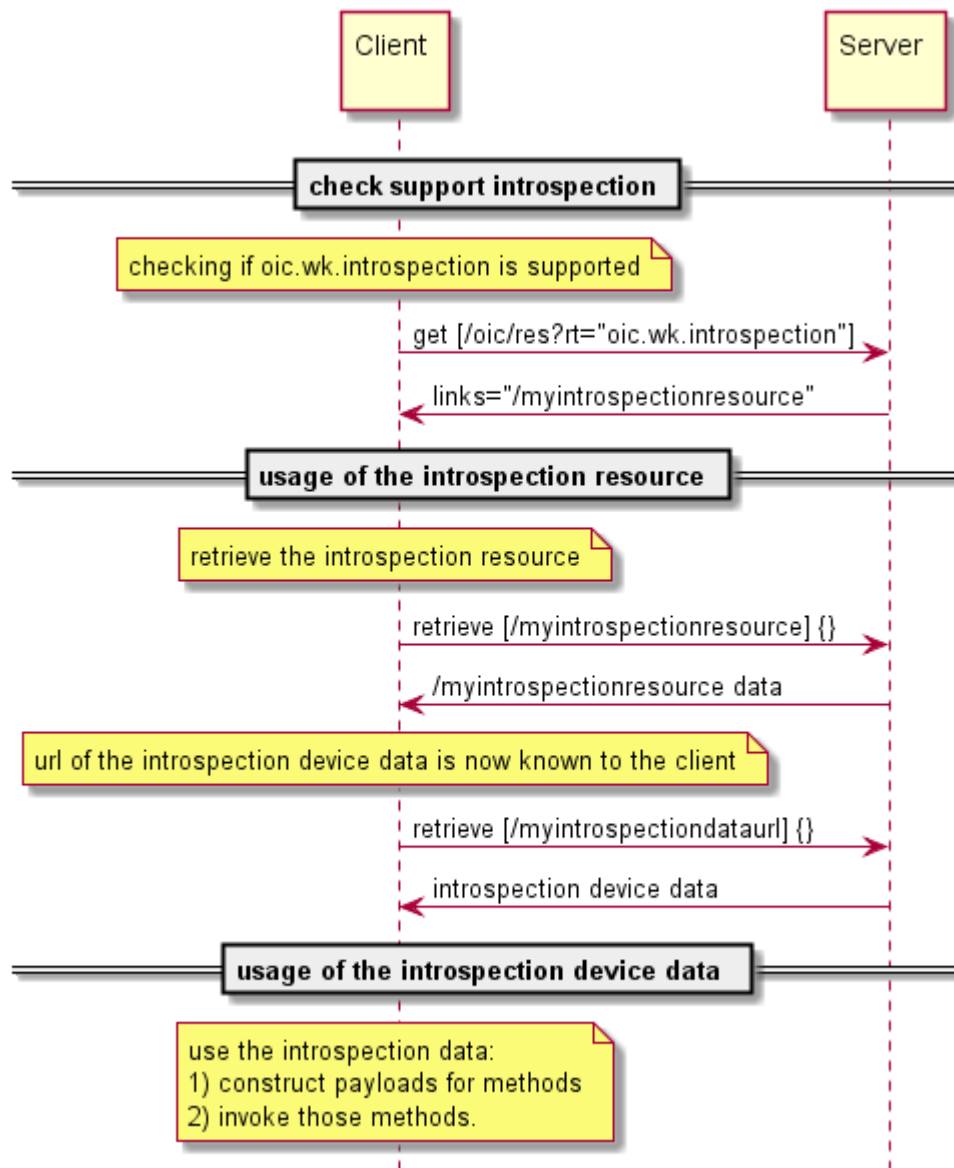 Client
Server
check support introspection
checking if oic.wk.introspection is supported
get [/oic/res?rt="oic.wk.introspection"]
links="/myintrospectionresource"
usage of the introspection resource
retrieve the introspection resource
retrieve [/myintrospectionresource] {}
/myintrospectionresource data
url of the introspection device data is now known to the client
retrieve [/myintrospectiondataurl] {}
introspection device data
usage of the introspection device data
use the introspection data:
1) construct payloads for methods
2) invoke those methods.